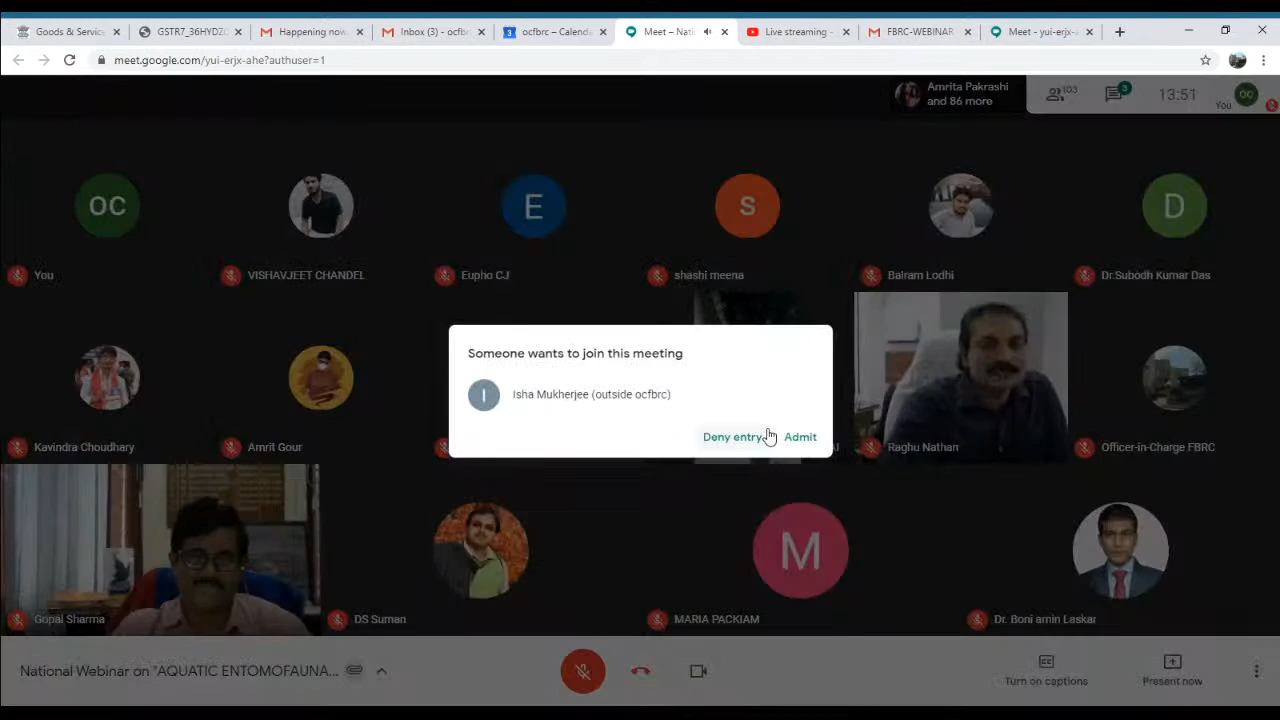 Goods & Service
GSTR7_36HYDZ
Happening now
Inbox (3) - ocfb
ocfbrc – Calenda
Meet – Nati
Live streaming -
FBRC-WEBINAR
Meet - yui-erjx-a
meet.google.com/yui-erjx-ahe?authuser=1
Amrita Pakrashi
and 86 more
103
3
13:51
You
OC
OC
E
S
D
You
VISHAVJEET CHANDEL
Eupho CJ
shashi meena
Balram Lodhi
Dr.Subodh Kumar Das
Someone wants to join this meeting
I
Isha Mukherjee (outside ocfbrc)
Deny entry
Admit
Kavindra Choudhary
Amrit Gour
Raghu Nathan
Officer-in-Charge FBRC
M
Gopal Sharma
DS Suman
MARIA PACKIAM
Dr. Boni amin Laskar
National Webinar on "AQUATIC ENTOMOFAUNA...
Turn on captions
Present now